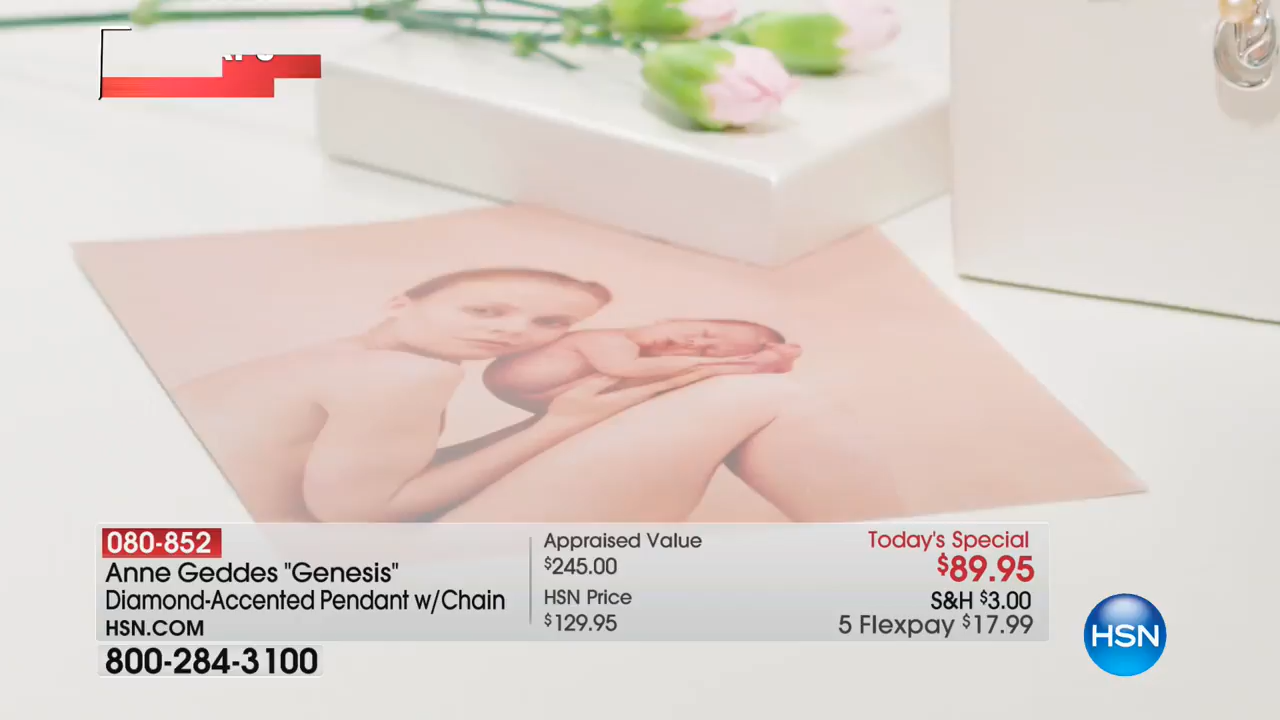 080-852
Anne Geddes "Genesis"
Diamond-Accented Pendant w/Chain
HSN.COM
800-284-3100
Appraised Value
$245.00
HSN Price
$129.95
Today's Special
$89.95
S&H $3.00
5 Flexpay $17.99
HSN